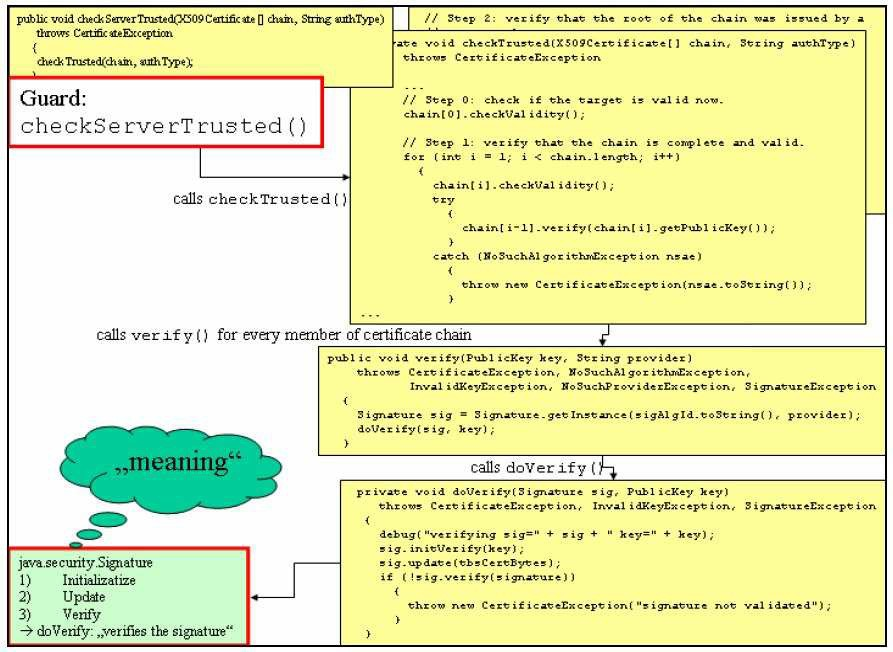 public void checkServerTrusted(X509Certificate[] chain, String authType)
throws CertificateException
{
checkTrusted(chain, authType);
Guard:
checkServerTrusted()
calls checkTrusted()
// Step 2: verify that the root of the chain was issued by a
private void checkTrusted(X509Certificate[] chain, String authType)
throws CertificateException
...
// Step 0: check if the target is valid now.
chain[0].checkValidity();
// Step 1: verify that the chain is complete and valid.
for (int i = 1; i < chain.length; i++)
{
chain[i].checkValidity();
try
{
chain[i-1].verify(chain[i].getPublicKey());
}
catch (NoSuchAlgorithmException nsae)
{
throw new CertificateException(nsae.toString());
}
...
calls verify() for every member of certificate chain
public void verify(PublicKey key, String provider)
throws CertificateException, NoSuchAlgorithmException,
InvalidKeyException, NoSuchProviderException, SignatureException
{
Signature sig = Signature.getInstance(sigAlgId.toString(), provider);
doVerify(sig, key);
}
calls doVerify()
private void doVerify(Signature sig, PublicKey key)
throws CertificateException, InvalidKeyException, SignatureException
{
debug("verifying sig=" + sig + " key=" + key);
sig.initVerify(key);
sig.update(tbsCertBytes);
if (!sig.verify(signature))
{
throw new CertificateException("signature not validated");
}
}
„meaning“
java.security.Signature
1) Initializatize
2) Update
3) Verify
→ doVerify: „verifies the signature“